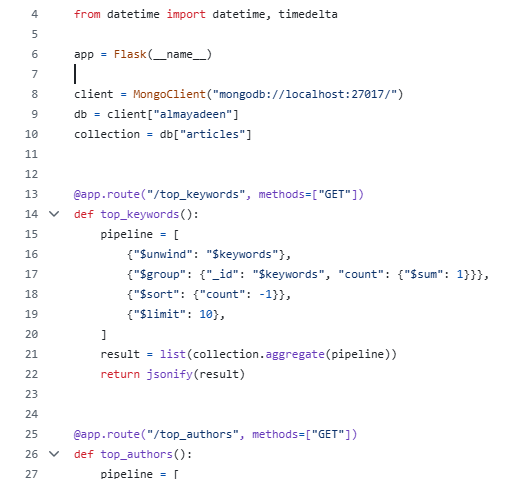 4 from datetime import datetime, timedelta
5
6 app = Flask(__name__)
7
8 client = MongoClient("mongodb://localhost:27017/")
9 db = client["almayadeen"]
10 collection = db["articles"]
11
12
13 @app.route("/top_keywords", methods=["GET"])
14 def top_keywords():
15     pipeline = [
16         {"$unwind": "$keywords"},
17         {"$group": {"_id": "$keywords", "count": {"$sum": 1}}},
18         {"$sort": {"count": -1}},
19         {"$limit": 10},
20     ]
21     result = list(collection.aggregate(pipeline))
22     return jsonify(result)
23
24
25 @app.route("/top_authors", methods=["GET"])
26 def top_authors():
27     pipeline = [